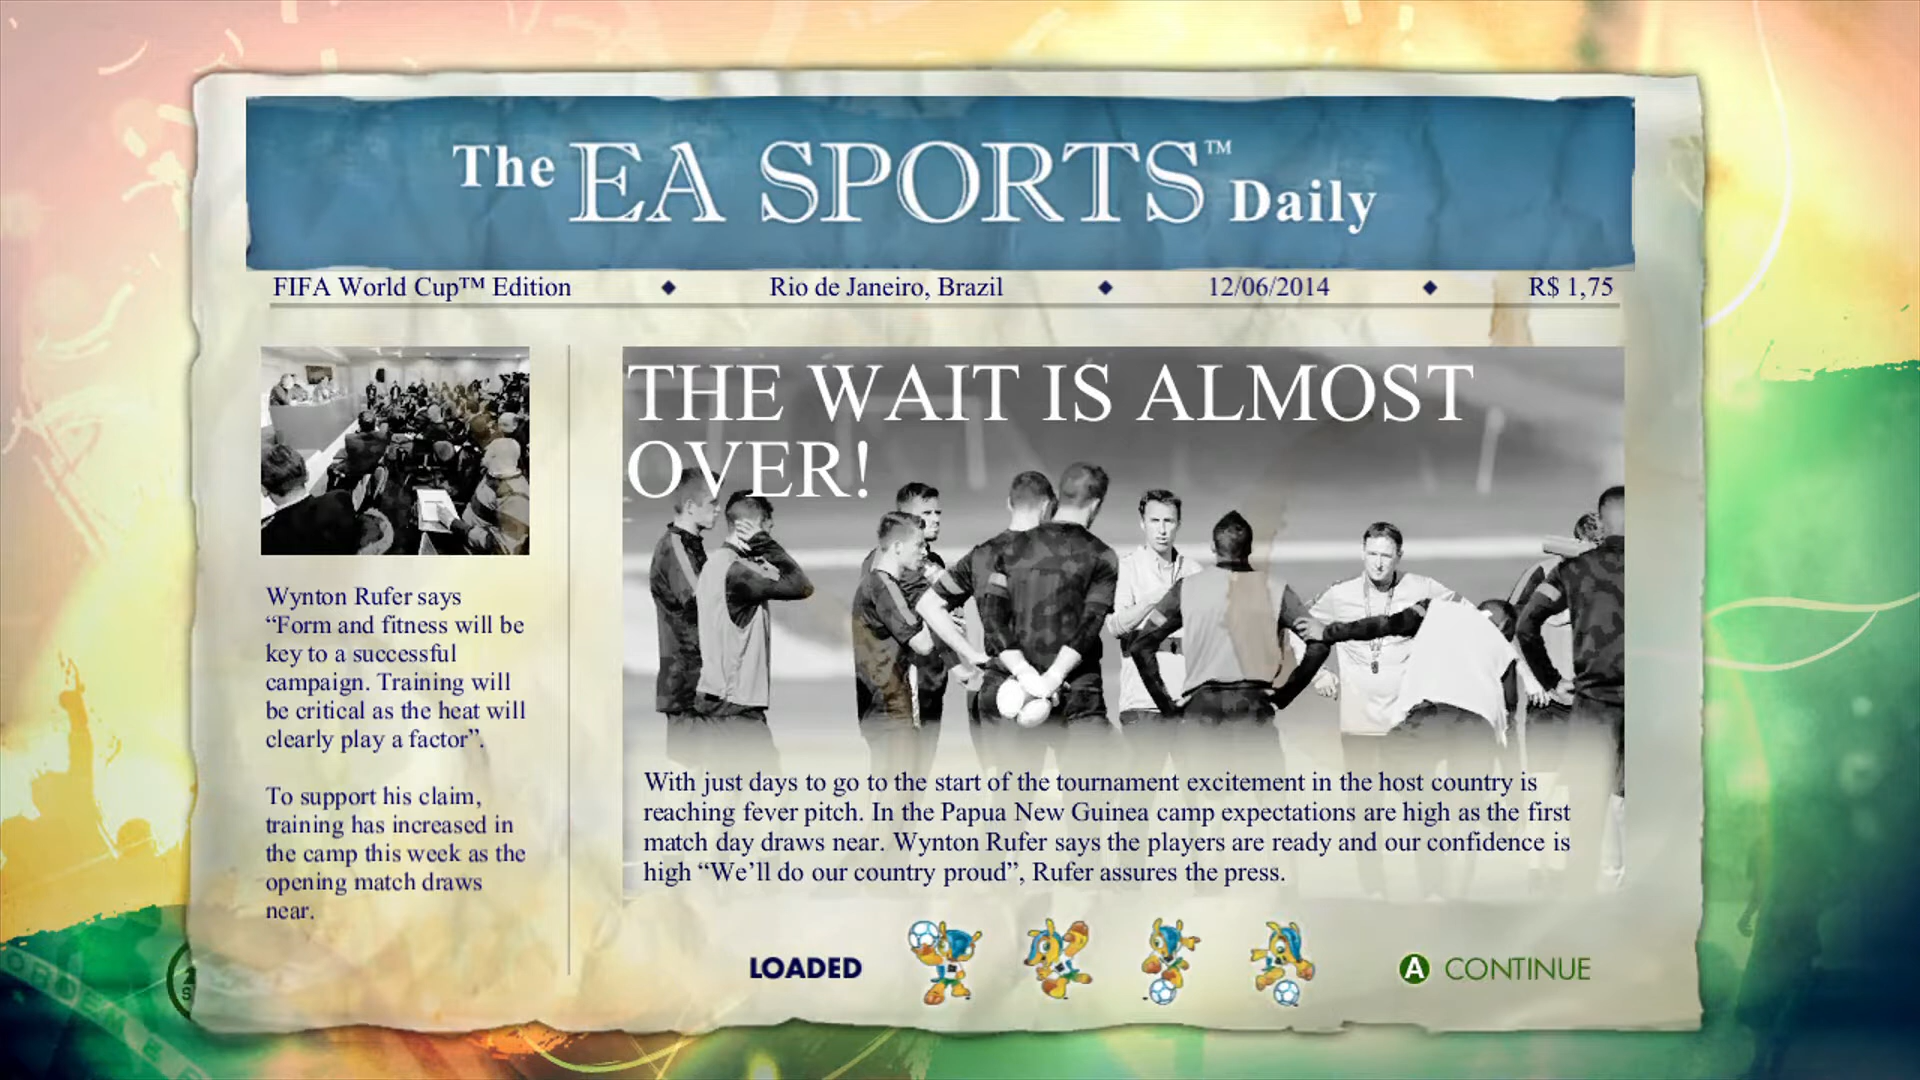 The EA SPORTS™ Daily
FIFA World Cup™ Edition ◆ Rio de Janeiro, Brazil ◆ 12/06/2014 ◆ R$ 1,75
THE WAIT IS ALMOST
OVER!
Wynton Rufer says
“Form and fitness will be
key to a successful
campaign. Training will
be critical as the heat will
clearly play a factor”.
To support his claim,
training has increased in
the camp this week as the
opening match draws
near.
With just days to go to the start of the tournament excitement in the host country is
reaching fever pitch. In the Papua New Guinea camp expectations are high as the first
match day draws near. Wynton Rufer says the players are ready and our confidence is
high “We’ll do our country proud”, Rufer assures the press.
LOADED
A CONTINUE